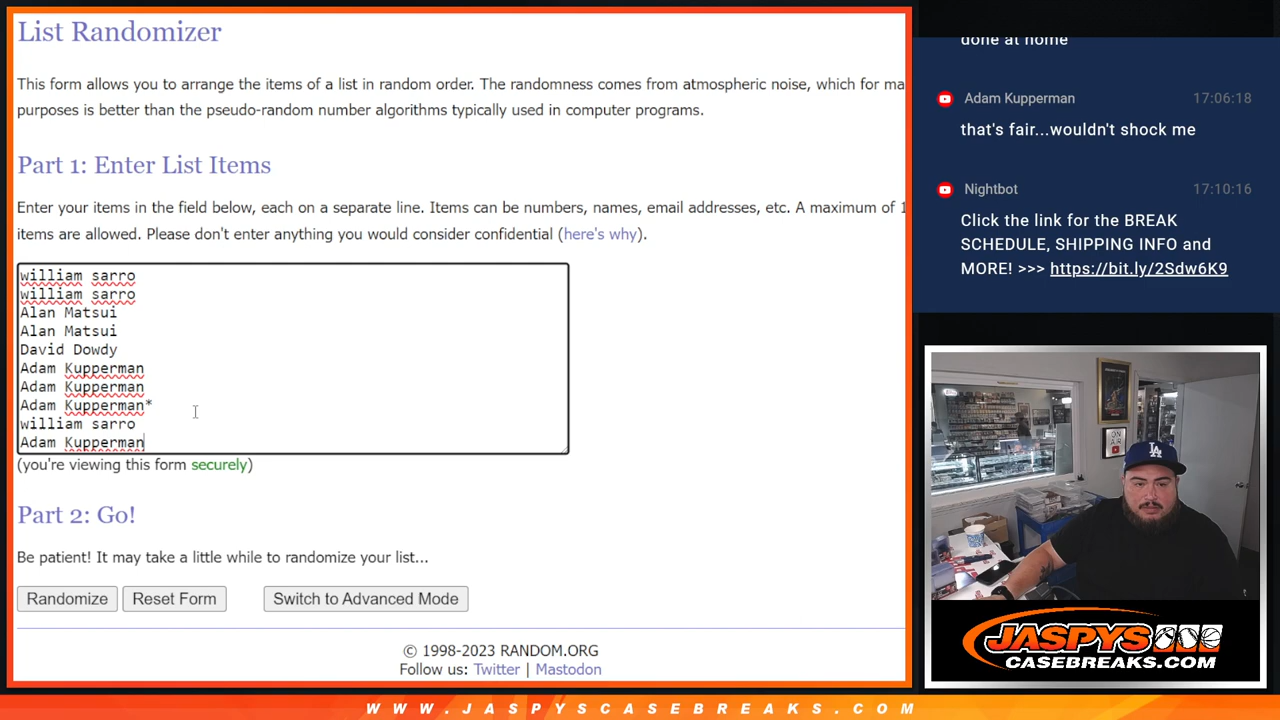 List Randomizer
This form allows you to arrange the items of a list in random order. The randomness comes from atmospheric noise, which for ma
purposes is better than the pseudo-random number algorithms typically used in computer programs.
Part 1: Enter List Items
Enter your items in the field below, each on a separate line. Items can be numbers, names, email addresses, etc. A maximum of 1
items are allowed. Please don't enter anything you would consider confidential (here's why).
william sarro
william sarro
Alan Matsui
Alan Matsui
David Dowdy
Adam Kupperman
Adam Kupperman
Adam Kupperman*
william sarro
Adam Kupperman
(you're viewing this form securely)
Part 2: Go!
Be patient! It may take a little while to randomize your list...
Randomize Reset Form Switch to Advanced Mode
© 1998-2023 RANDOM.ORG
Follow us: Twitter | Mastodon
done at home
Adam Kupperman 17:06:18
that's fair...wouldn't shock me
Nightbot 17:10:16
Click the link for the BREAK
SCHEDULE, SHIPPING INFO and
MORE! >>> https://bit.ly/2Sdw6K9
ON
AIR
LA
JASPYS
CASEBREAKS.COM
WWW.JASPYSCASEBREAKS.COM